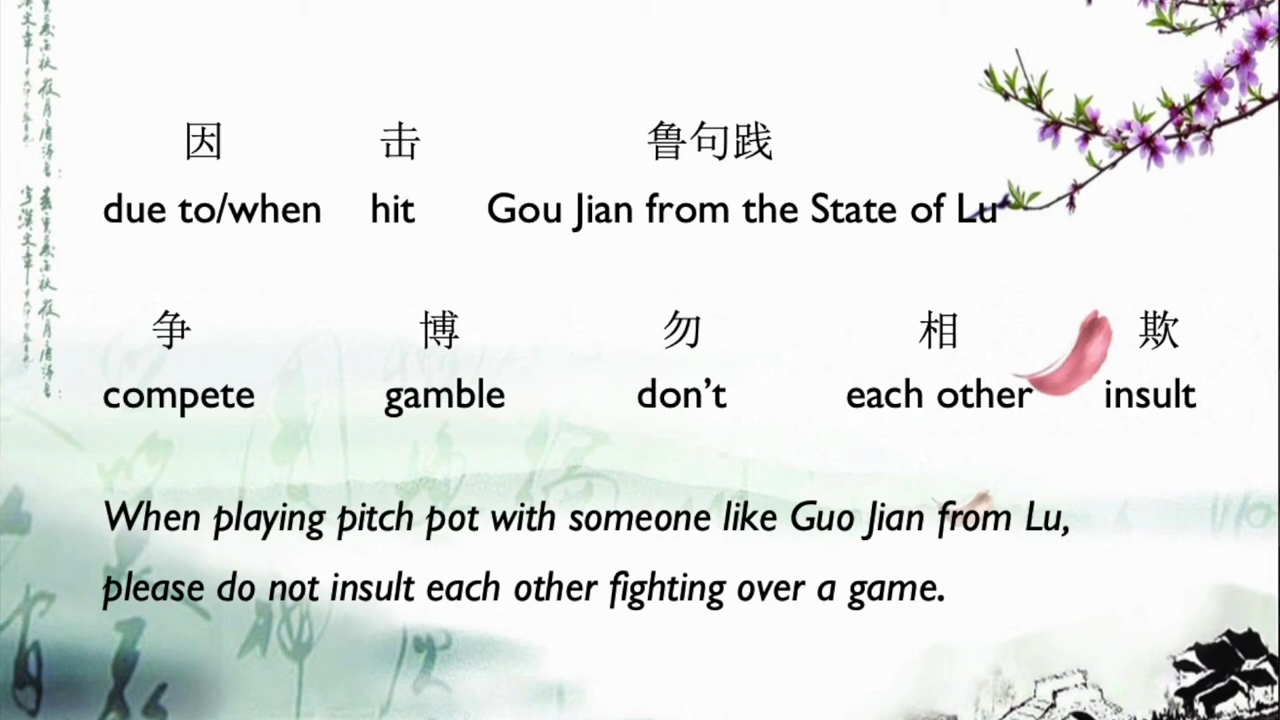 因 击 鲁句践
due to/when hit Gou Jian from the State of Lu
争 博 勿 相 欺
compete gamble don’t each other insult
When playing pitch pot with someone like Guo Jian from Lu,
please do not insult each other fighting over a game.